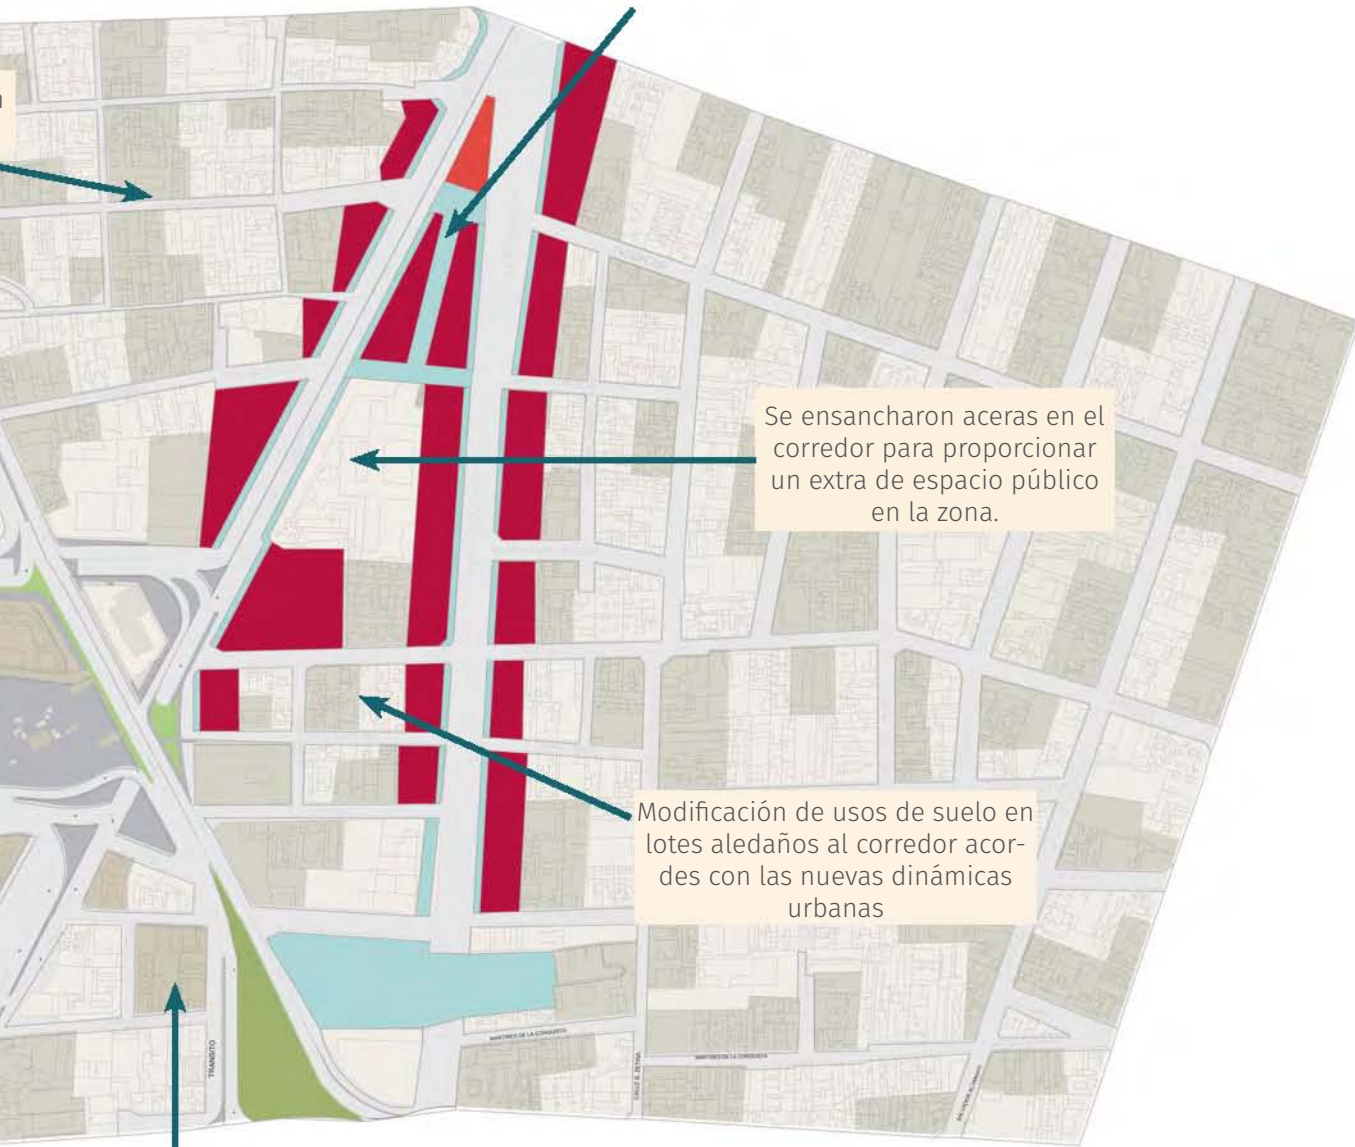 n
Se ensancharon aceras en el
corredor para proporcionar
un extra de espacio público
en la zona.
Modificación de usos de suelo en
lotes aledaños al corredor acor-
des con las nuevas dinámicas
urbanas
MARTIRES DE LA CONQUISTA
MARTIRES DE LA CONQUISTA
TRANSITO
CALLE G. ZETINA